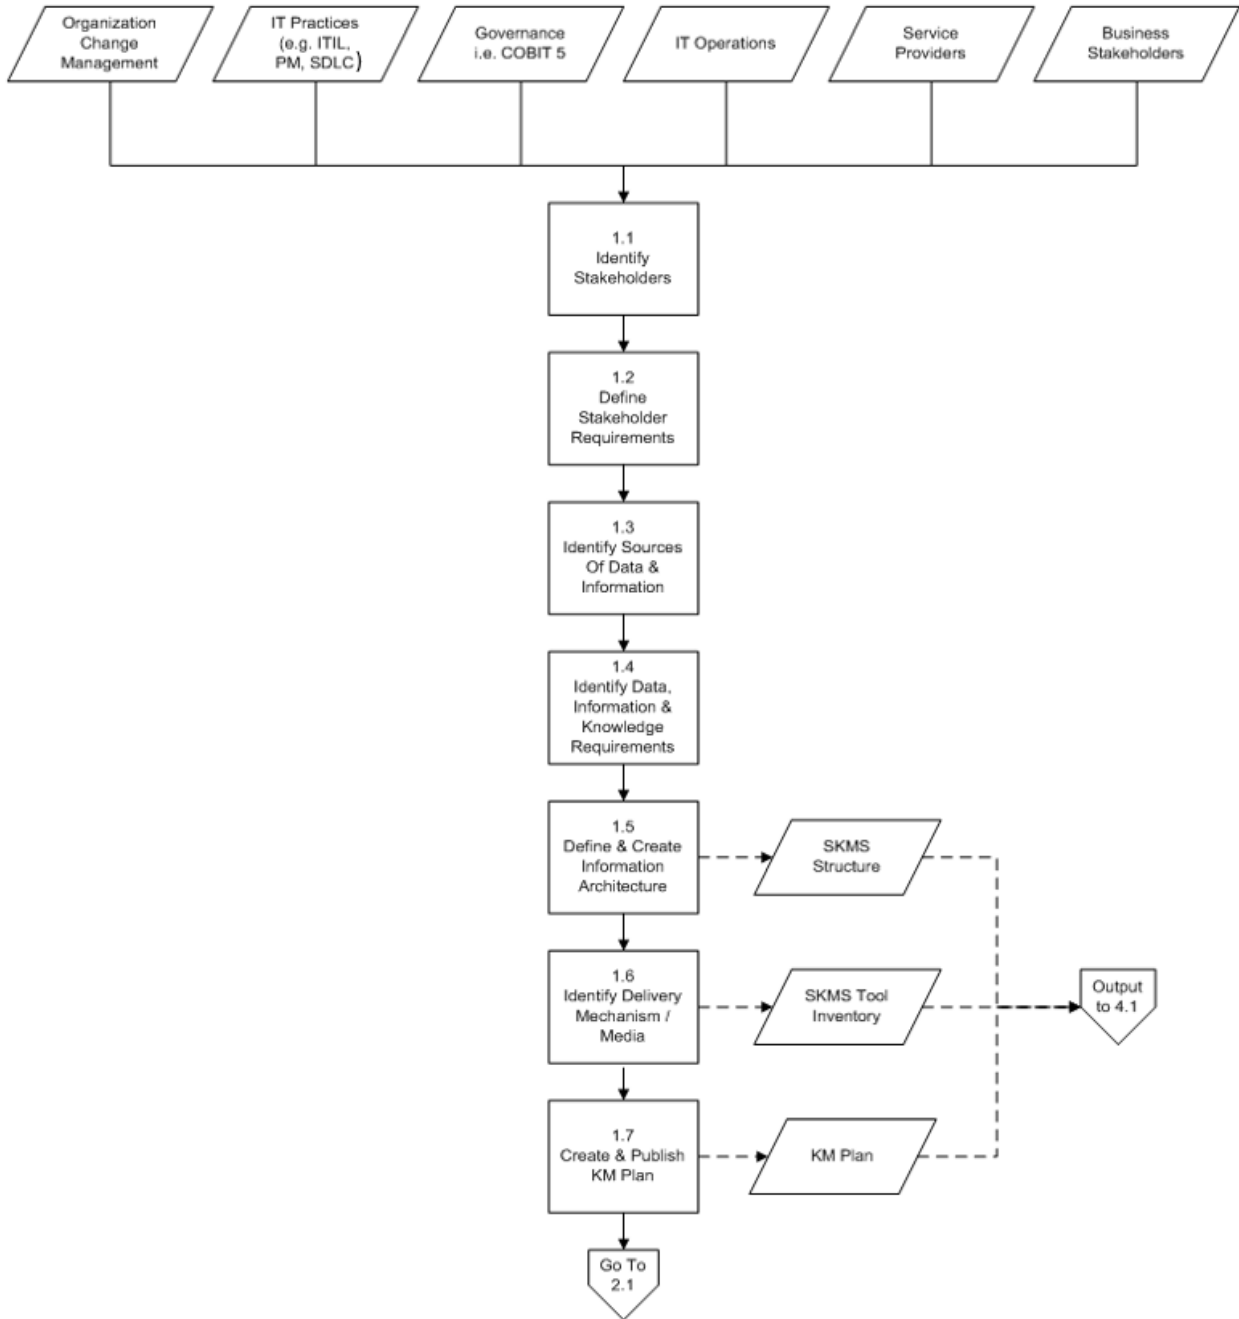 Organization
Change
Management
IT Practices
(e.g. ITIL,
PM, SDLC)
Governance
i.e. COBIT 5
IT Operations
Service
Providers
Business
Stakeholders
1.1
Identify
Stakeholders
1.2
Define
Stakeholder
Requirements
1.3
Identify Sources
Of Data &
Information
1.4
Identify Data,
Information &
Knowledge
Requirements
1.5
Define & Create
Information
Architecture
SKMS
Structure
1.6
Identify Delivery
Mechanism /
Media
SKMS Tool
Inventory
Output
to 4.1
1.7
Create & Publish
KM Plan
KM Plan
Go To
2.1